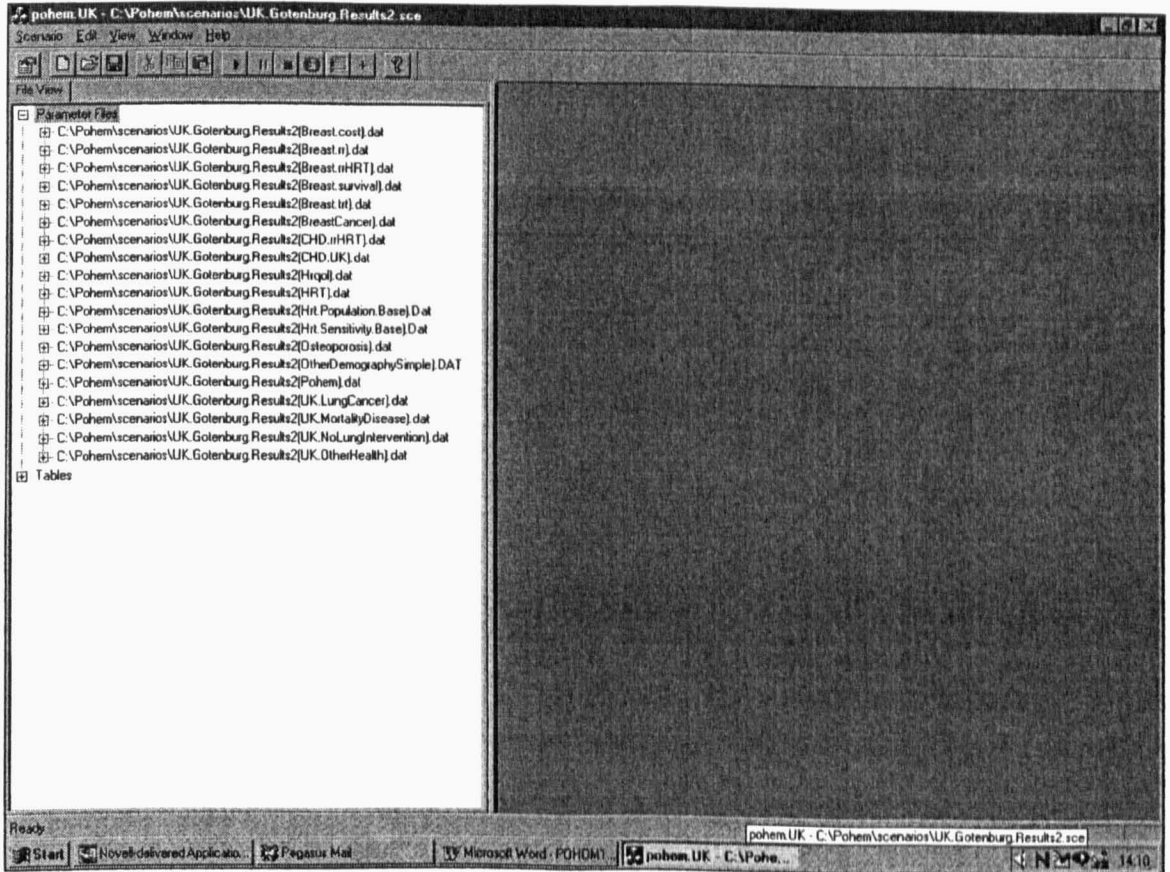 pohem.UK - C:\Pohem\scenarios\UK.Gotenburg.Results2.sce
Scenario Edit View Window Help
File View
Parameter Files
C:\Pohem\scenarios\UK.Gotenburg.Results2(Breast.cost).dat
C:\Pohem\scenarios\UK.Gotenburg.Results2(Breast.rr).dat
C:\Pohem\scenarios\UK.Gotenburg.Results2(Breast.rrHRT).dat
C:\Pohem\scenarios\UK.Gotenburg.Results2(Breast.survival).dat
C:\Pohem\scenarios\UK.Gotenburg.Results2(Breast.trt).dat
C:\Pohem\scenarios\UK.Gotenburg.Results2(BreastCancer).dat
C:\Pohem\scenarios\UK.Gotenburg.Results2(CHD.rrHRT).dat
C:\Pohem\scenarios\UK.Gotenburg.Results2(CHD.UK).dat
C:\Pohem\scenarios\UK.Gotenburg.Results2(Hrqol).dat
C:\Pohem\scenarios\UK.Gotenburg.Results2(HRT).dat
C:\Pohem\scenarios\UK.Gotenburg.Results2(Hrt.Population.Base).Dat
C:\Pohem\scenarios\UK.Gotenburg.Results2(Hrt.Sensitivity.Base).Dat
C:\Pohem\scenarios\UK.Gotenburg.Results2(Osteoporosis).dat
C:\Pohem\scenarios\UK.Gotenburg.Results2(OtherDemographySimple).DAT
C:\Pohem\scenarios\UK.Gotenburg.Results2(Pohem).dat
C:\Pohem\scenarios\UK.Gotenburg.Results2(UK.LungCancer).dat
C:\Pohem\scenarios\UK.Gotenburg.Results2(UK.MortalityDisease).dat
C:\Pohem\scenarios\UK.Gotenburg.Results2(UK.NoLungIntervention).dat
C:\Pohem\scenarios\UK.Gotenburg.Results2(UK.OtherHealth).dat
Tables
Ready
pohem.UK - C:\Pohem\scenarios\UK.Gotenburg.Results2.sce
Start Novell-delivered Applicatio... Pegasus Mail Microsoft Word - POHDM1... pohem.UK - C:\Pohe... 14:10